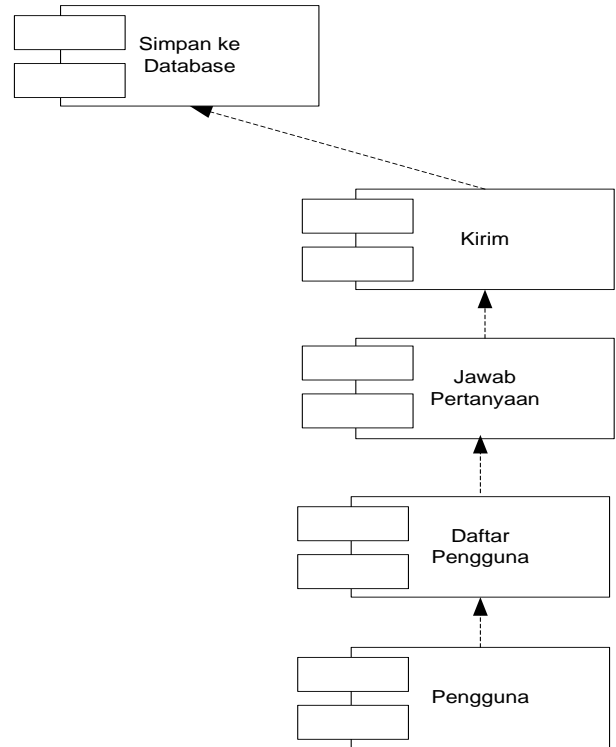 Simpan ke
Database
Kirim
Jawab
Pertanyaan
Daftar
Pengguna
Pengguna